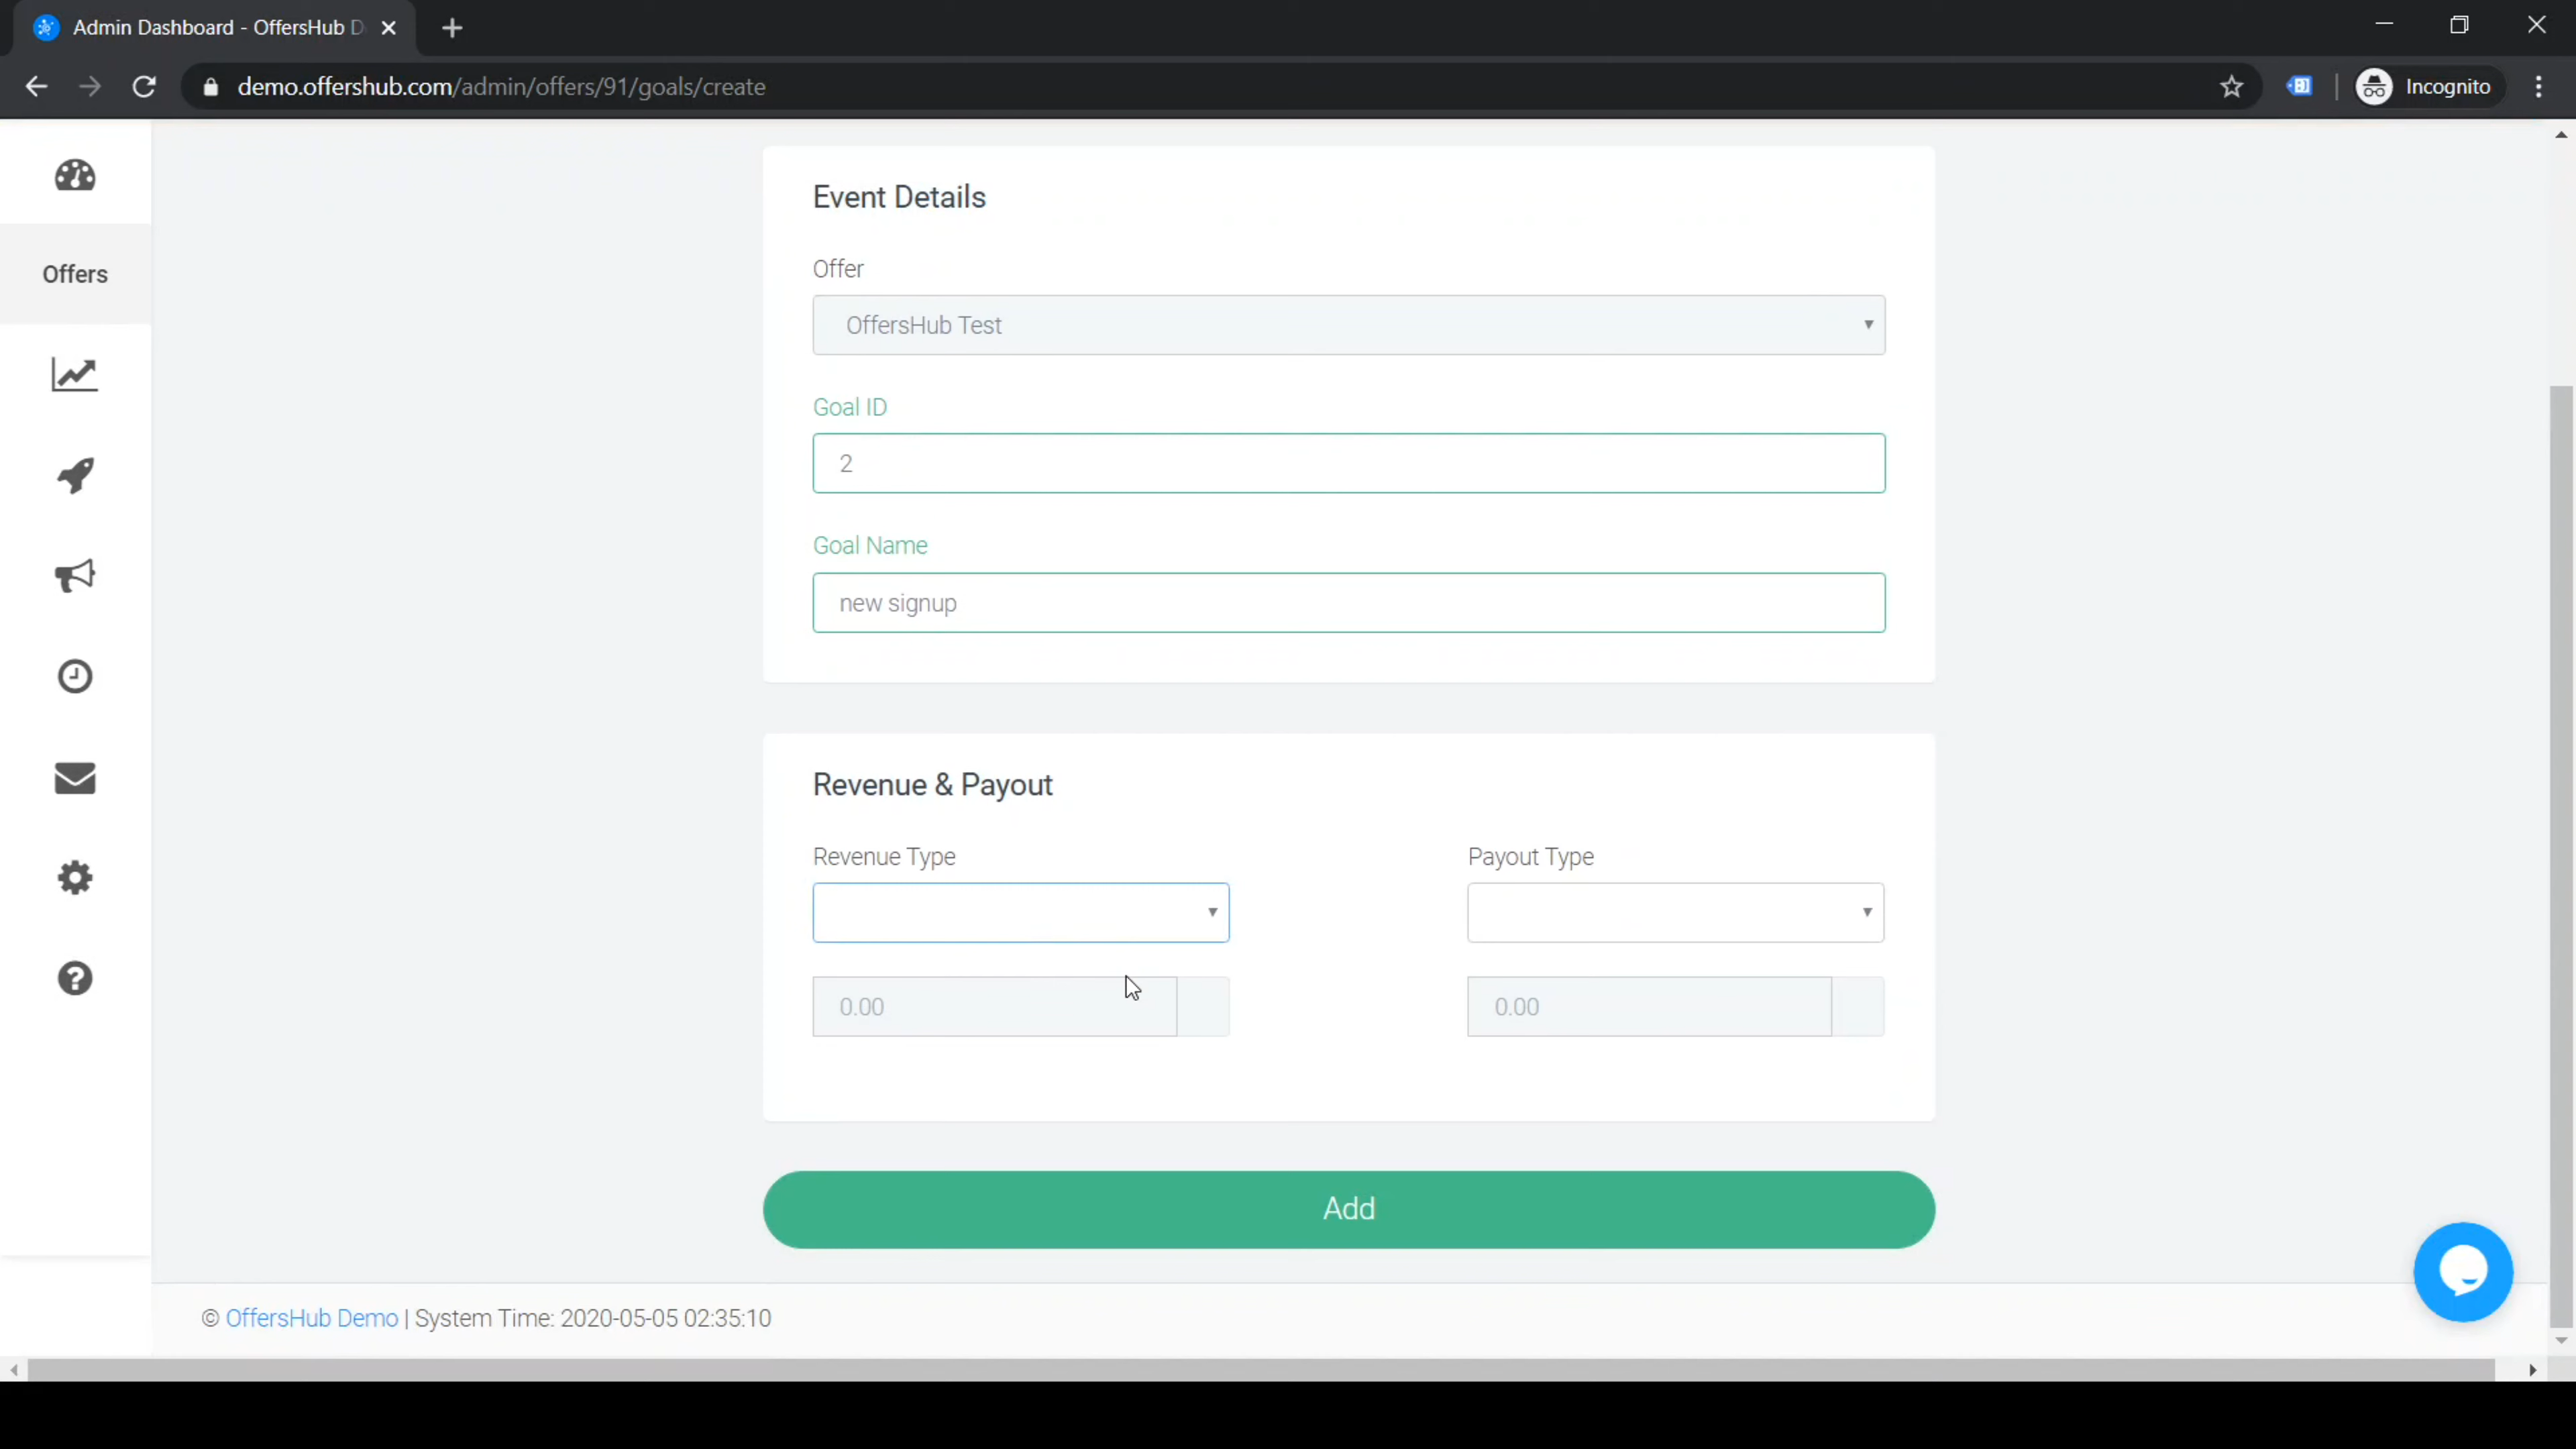 Admin Dashboard - OffersHub D
demo.offershub.com/admin/offers/91/goals/create
Incognito
Offers
Event Details
Offer
OffersHub Test
Goal ID
2
Goal Name
new signup
Revenue & Payout
Revenue Type
Payout Type
0.00
0.00
Add
© OffersHub Demo | System Time: 2020-05-05 02:35:10